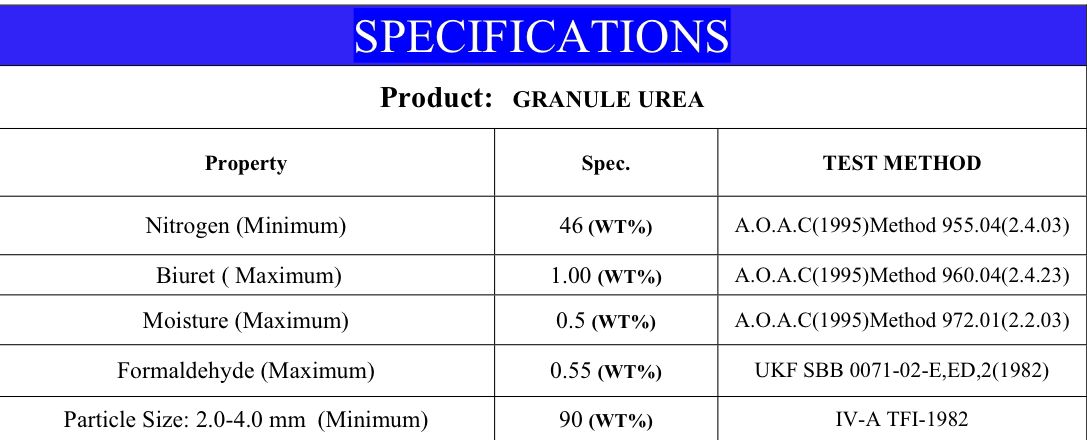 SPECIFICATIONS
Product: GRANULE UREA
Property Spec. TEST METHOD
Nitrogen (Minimum) 46 (WT%) A.O.A.C(1995)Method 955.04(2.4.03)
Biuret ( Maximum) 1.00 (WT%) A.O.A.C(1995)Method 960.04(2.4.23)
Moisture (Maximum) 0.5 (WT%) A.O.A.C(1995)Method 972.01(2.2.03)
Formaldehyde (Maximum) 0.55 (WT%) UKF SBB 0071-02-E,ED,2(1982)
Particle Size: 2.0-4.0 mm (Minimum) 90 (WT%) IV-A TFI-1982